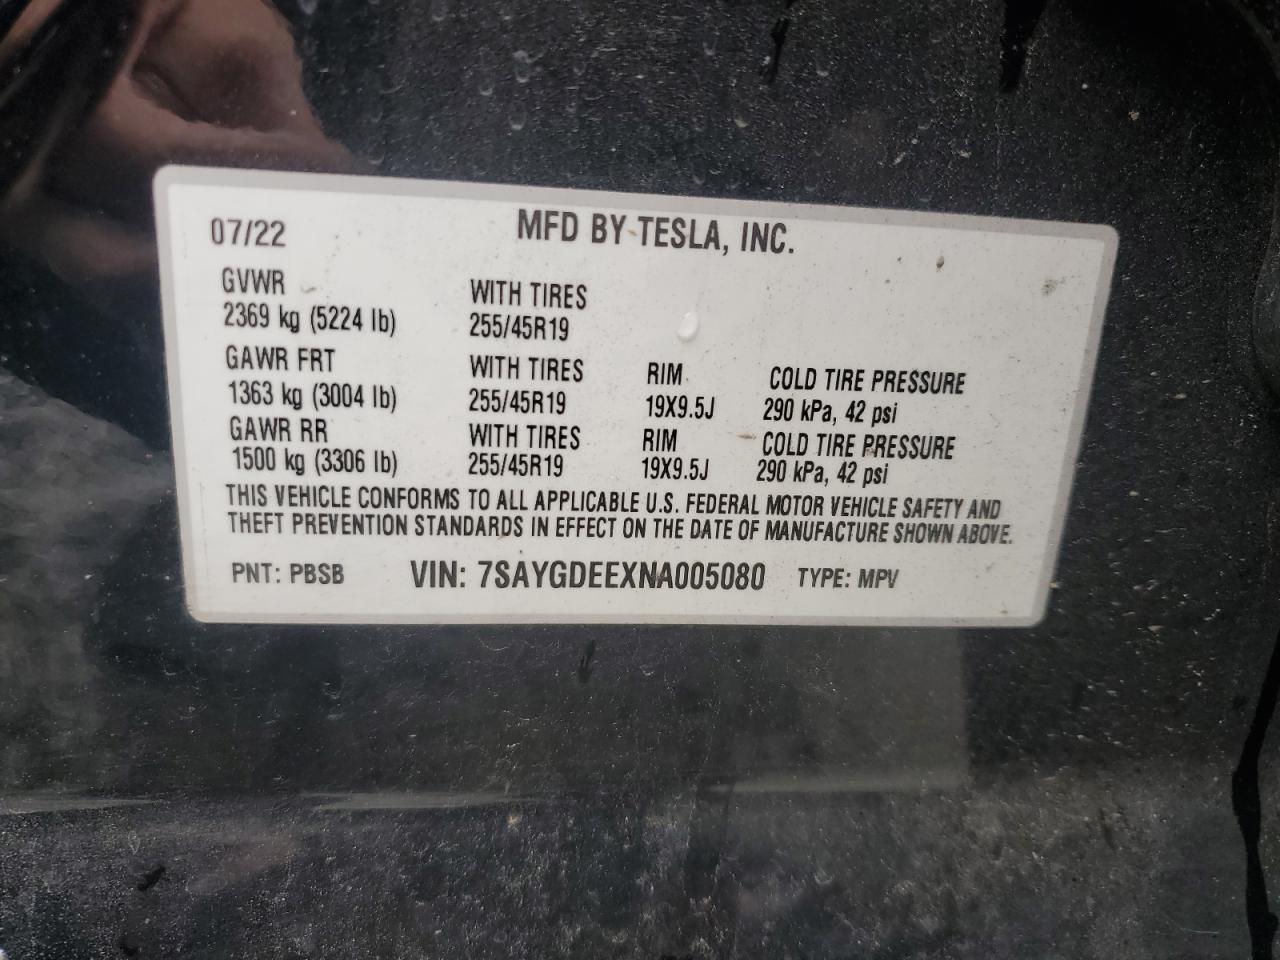 07/22 MFD BY TESLA, INC.
GVWR WITH TIRES
2369 kg (5224 lb) 255/45R19
GAWR FRT WITH TIRES RIM COLD TIRE PRESSURE
1363 kg (3004 lb) 255/45R19 19X9.5J 290 kPa, 42 psi
GAWR RR WITH TIRES RIM COLD TIRE PRESSURE
1500 kg (3306 lb) 255/45R19 19X9.5J 290 kPa, 42 psi
THIS VEHICLE CONFORMS TO ALL APPLICABLE U.S. FEDERAL MOTOR VEHICLE SAFETY AND
THEFT PREVENTION STANDARDS IN EFFECT ON THE DATE OF MANUFACTURE SHOWN ABOVE.
PNT: PBSB VIN: 7SAYGDEEXNA005080 TYPE: MPV